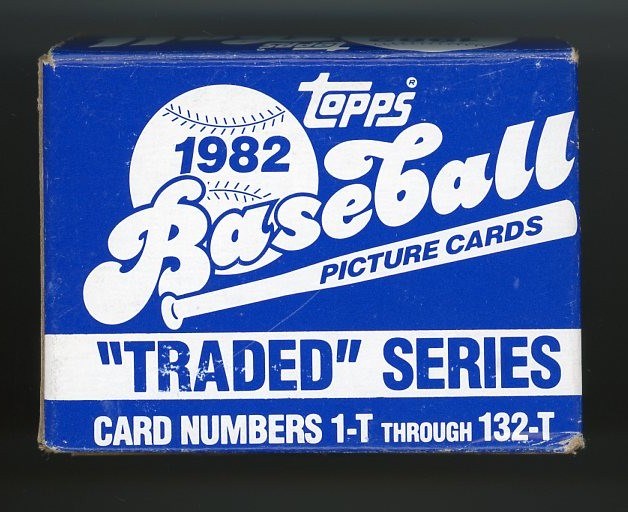 Topps®
1982
Baseball
PICTURE CARDS
"TRADED" SERIES
CARD NUMBERS 1-T THROUGH 132-T